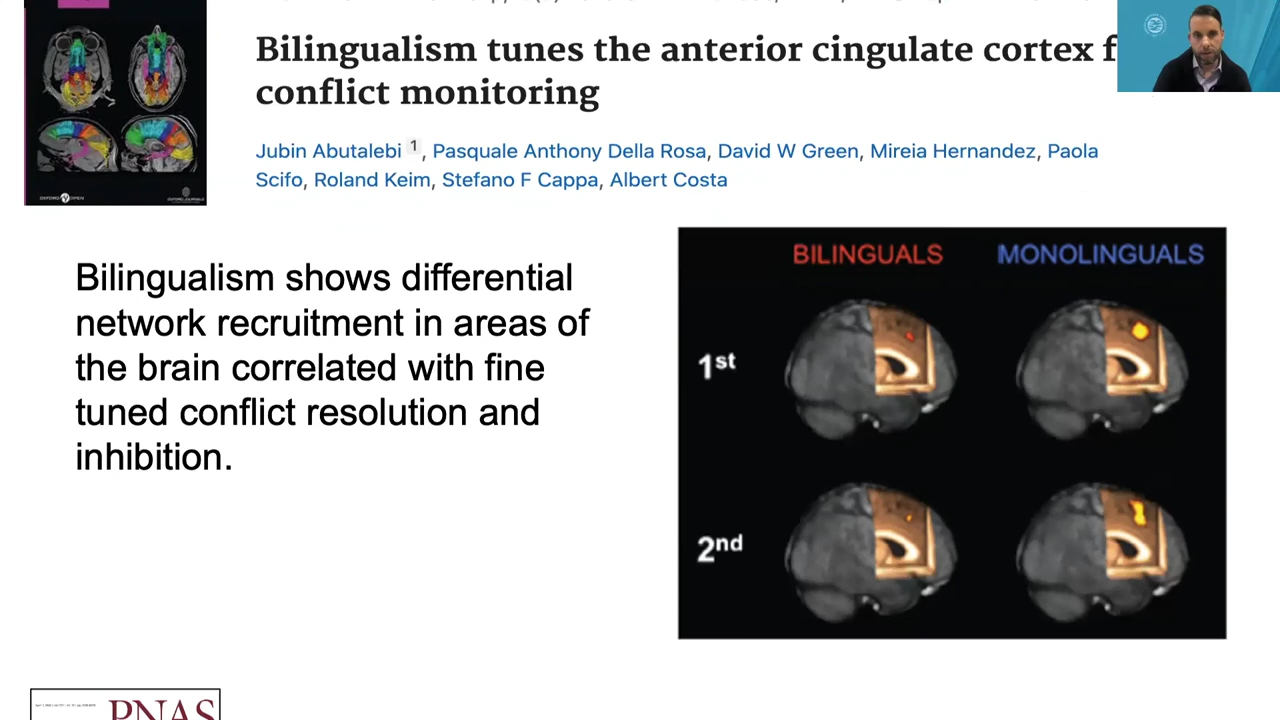 Bilingualism tunes the anterior cingulate cortex f
conflict monitoring
Jubin Abutalebi 1, Pasquale Anthony Della Rosa, David W Green, Mireia Hernandez, Paola
Scifo, Roland Keim, Stefano F Cappa, Albert Costa
Bilingualism shows differential
network recruitment in areas of
the brain correlated with fine
tuned conflict resolution and
inhibition.
BILINGUALS MONOLINGUALS
1st
2nd
PNAS